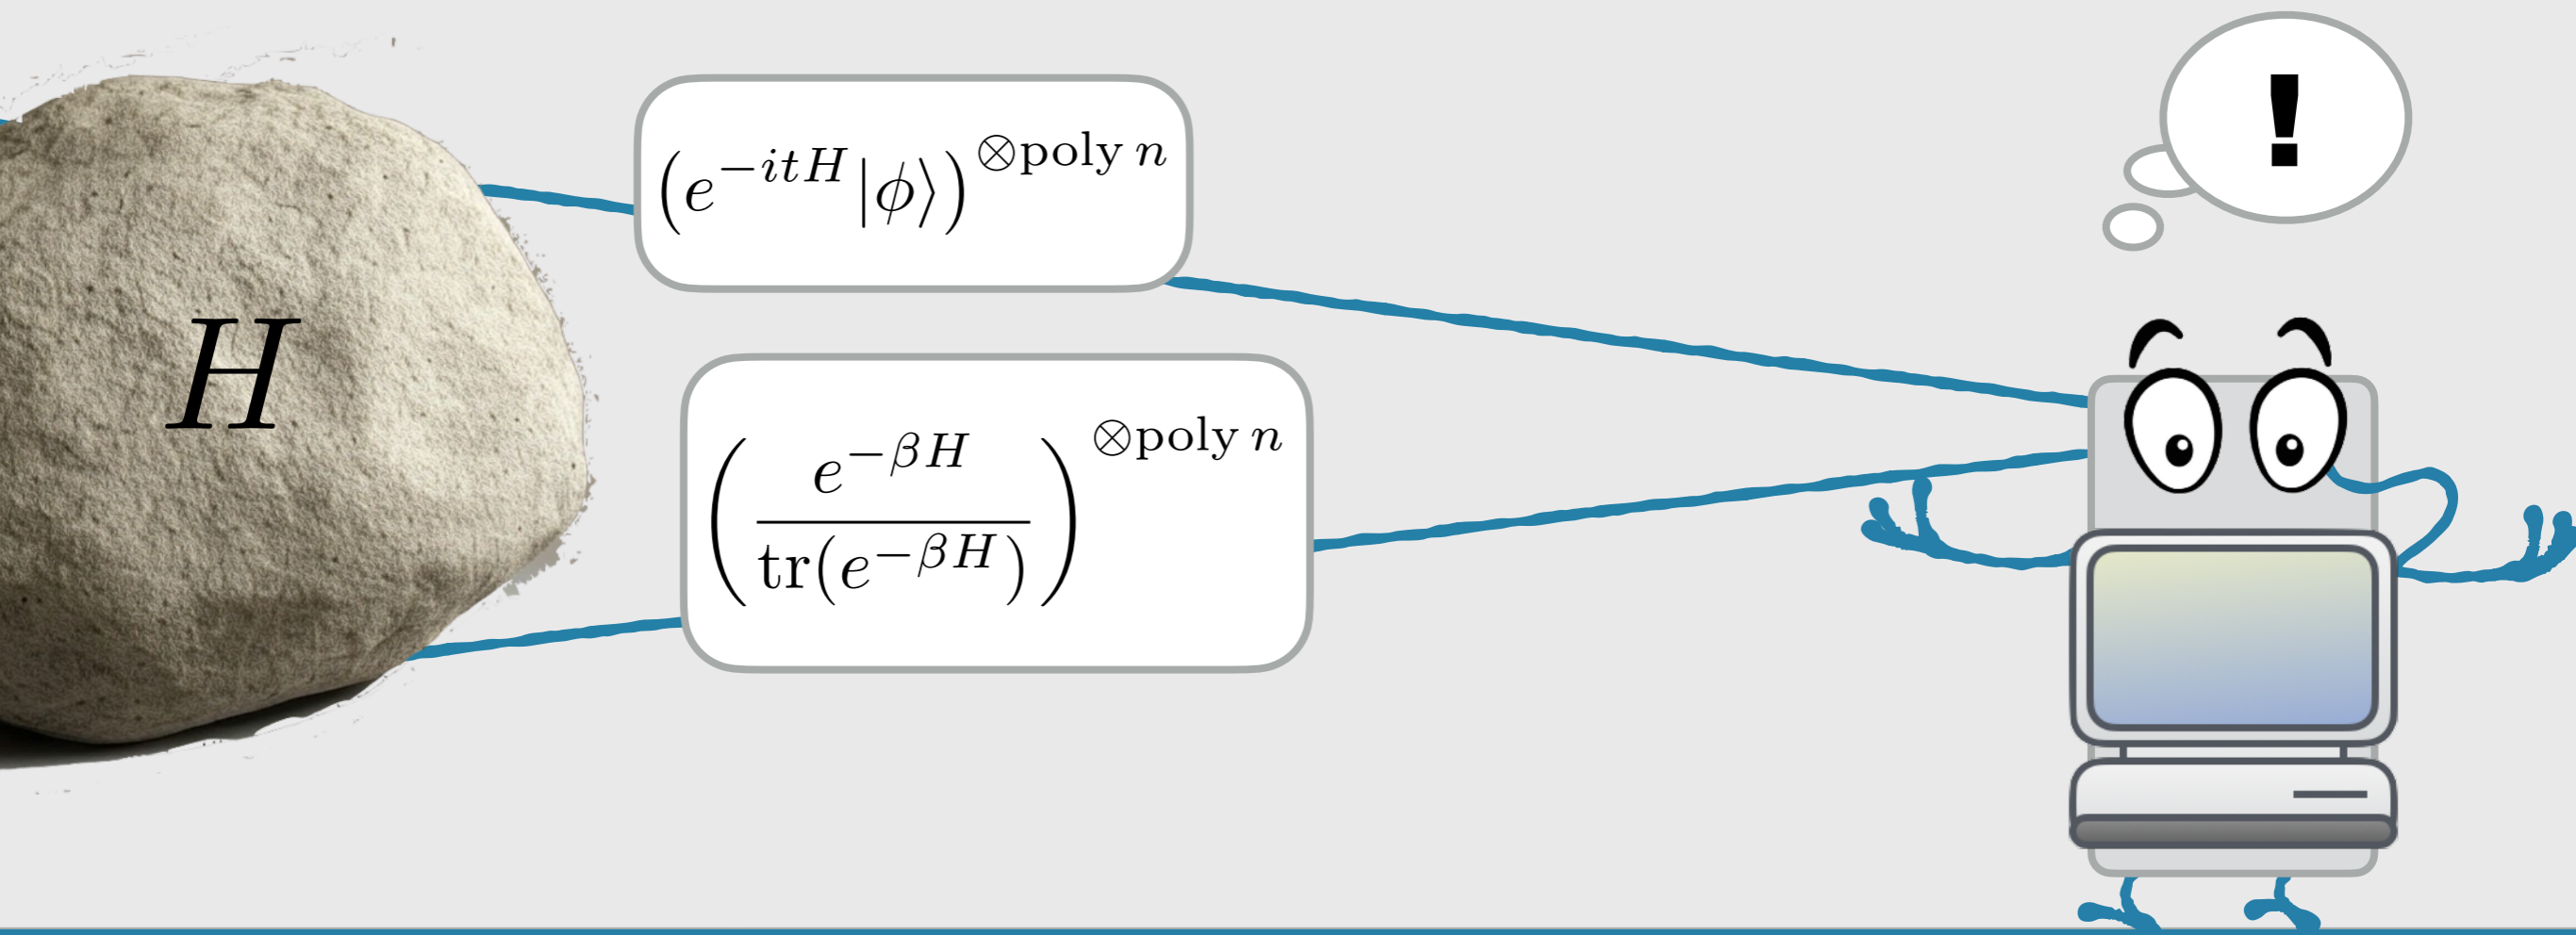 H
(e^{-itH}|ϕ⟩)^{⊗poly n}
(e^{-βH} / tr(e^{-βH}))^{⊗poly n}
!